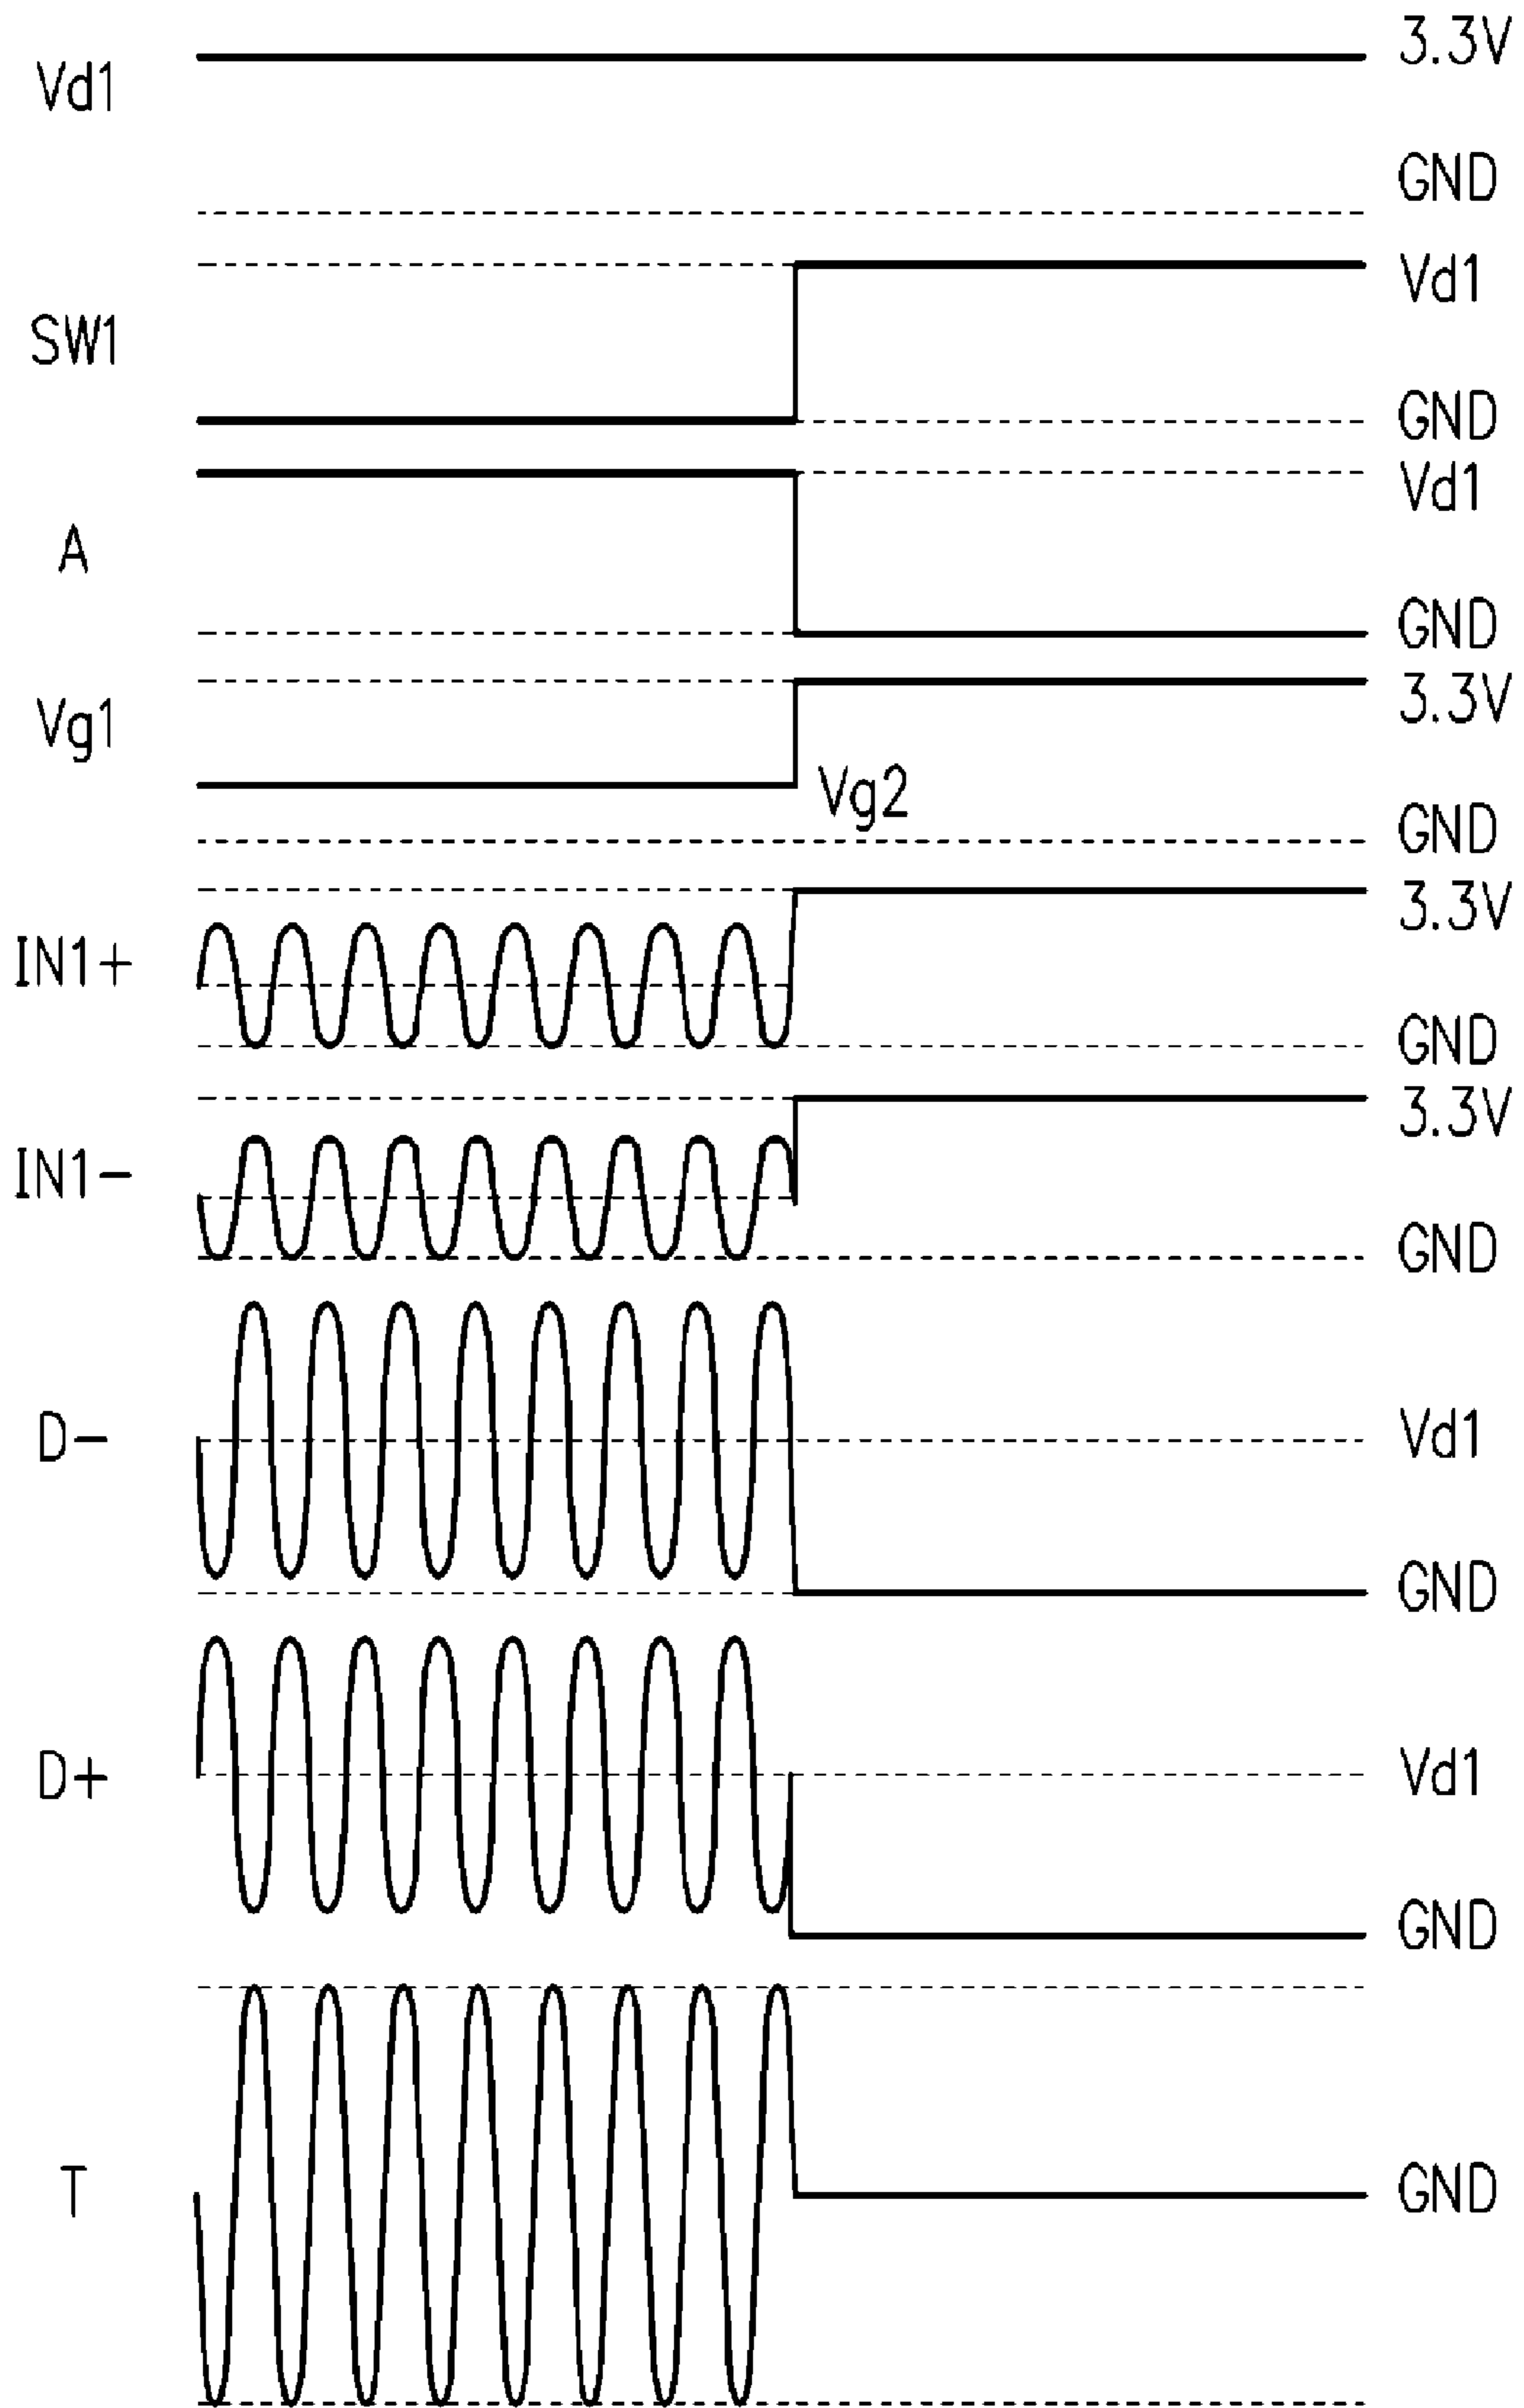 Vd1 3.3V
GND
SW1 Vd1
GND
A Vd1
GND
Vg1 3.3V
Vg2
GND
IN1+ 3.3V
GND
IN1- 3.3V
GND
D- Vd1
GND
D+ Vd1
GND
T GND